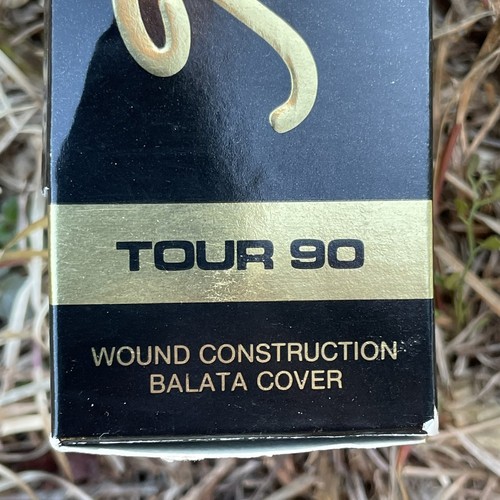 TOUR 90
WOUND CONSTRUCTION
BALATA COVER